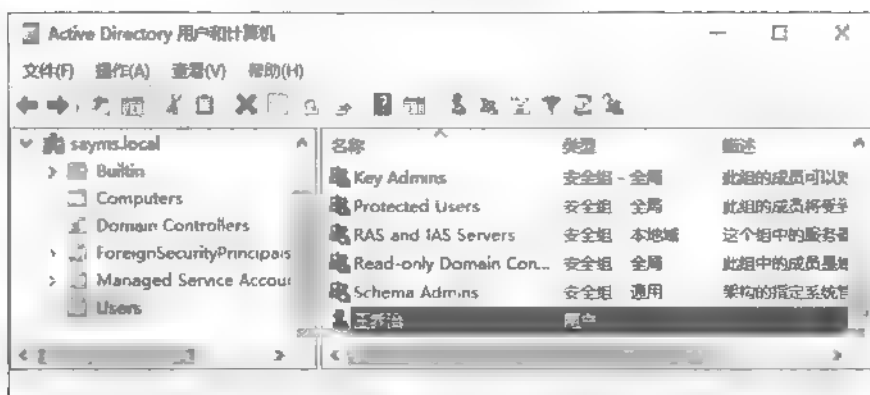 Active Directory 用户和计算机
文件(F) 操作(A) 查看(V) 帮助(H)
sayms.local
Builtin
Computers
Domain Controllers
ForeignSecurityPrincipals
Managed Service Accou
Users
名称 类型 描述
Key Admins 安全组 - 全局 此组的成员可以对
Protected Users 安全组 全局 此组的成员将受到
RAS and IAS Servers 安全组 本地域 这个组中的服务器
Read-only Domain Con... 安全组 全局 此组中的成员是
Schema Admins 安全组 通用 架构的指定系统管
王乔治 用户